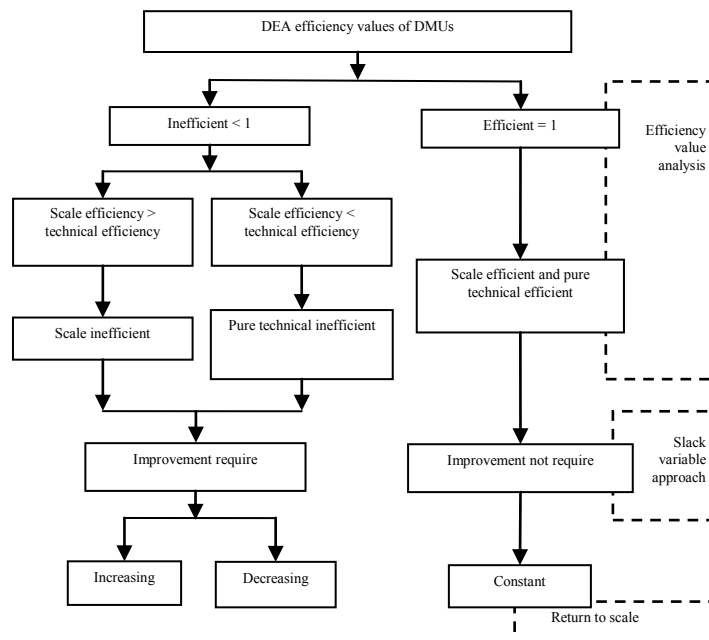 DEA efficiency values of DMUs
Inefficient < 1
Efficient = 1
Efficiency
value
analysis
Scale efficiency >
technical efficiency
Scale efficiency <
technical efficiency
Scale efficient and pure
technical efficient
Scale inefficient
Pure technical inefficient
Improvement require
Improvement not require
Slack
variable
approach
Increasing
Decreasing
Constant
Return to scale